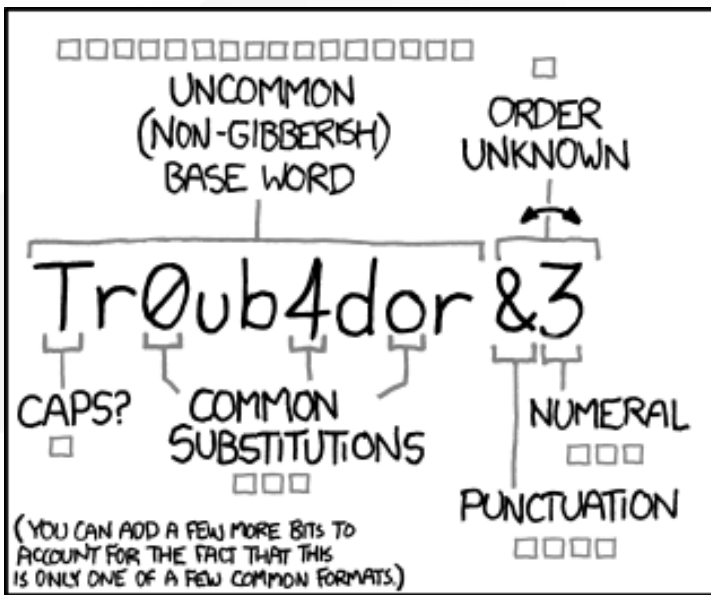 UNCOMMON
(NON-GIBBERISH)
BASE WORD
ORDER
UNKNOWN
Tr0ub4dor &3
CAPS?
COMMON
SUBSTITUTIONS
NUMERAL
PUNCTUATION
(YOU CAN ADD A FEW MORE BITS TO
ACCOUNT FOR THE FACT THAT THIS
IS ONLY ONE OF A FEW COMMON FORMATS.)